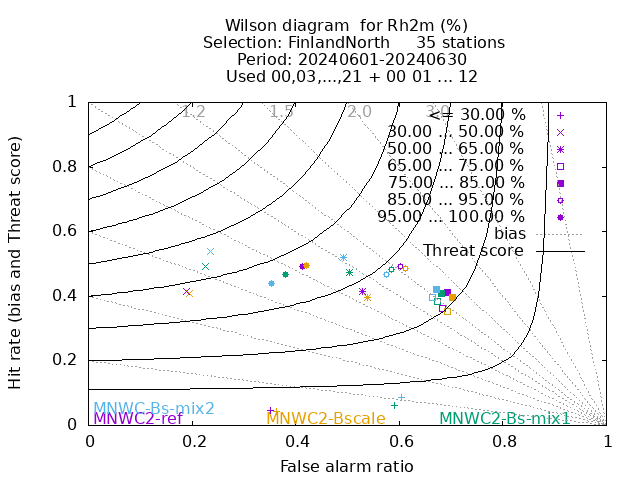 Wilson diagram  for Rh2m (%)
Selection: FinlandNorth     35 stations
Period: 20240601-20240630
Used 00,03,...,21 + 00 01 ... 12
1.2 1.5 2.0 3.0
<= 30.00 %
30.00 ... 50.00 %
50.00 ... 65.00 %
65.00 ... 75.00 %
75.00 ... 85.00 %
85.00 ... 95.00 %
95.00 ... 100.00 %
bias
Threat score
1
0.8
0.6
0.4
0.2
0
Hit rate (bias and Threat score)
MNWC-Bs-mix2
MNWC2-ref MNWC2-Bscale MNWC2-Bs-mix1
0 0.2 0.4 0.6 0.8 1
False alarm ratio